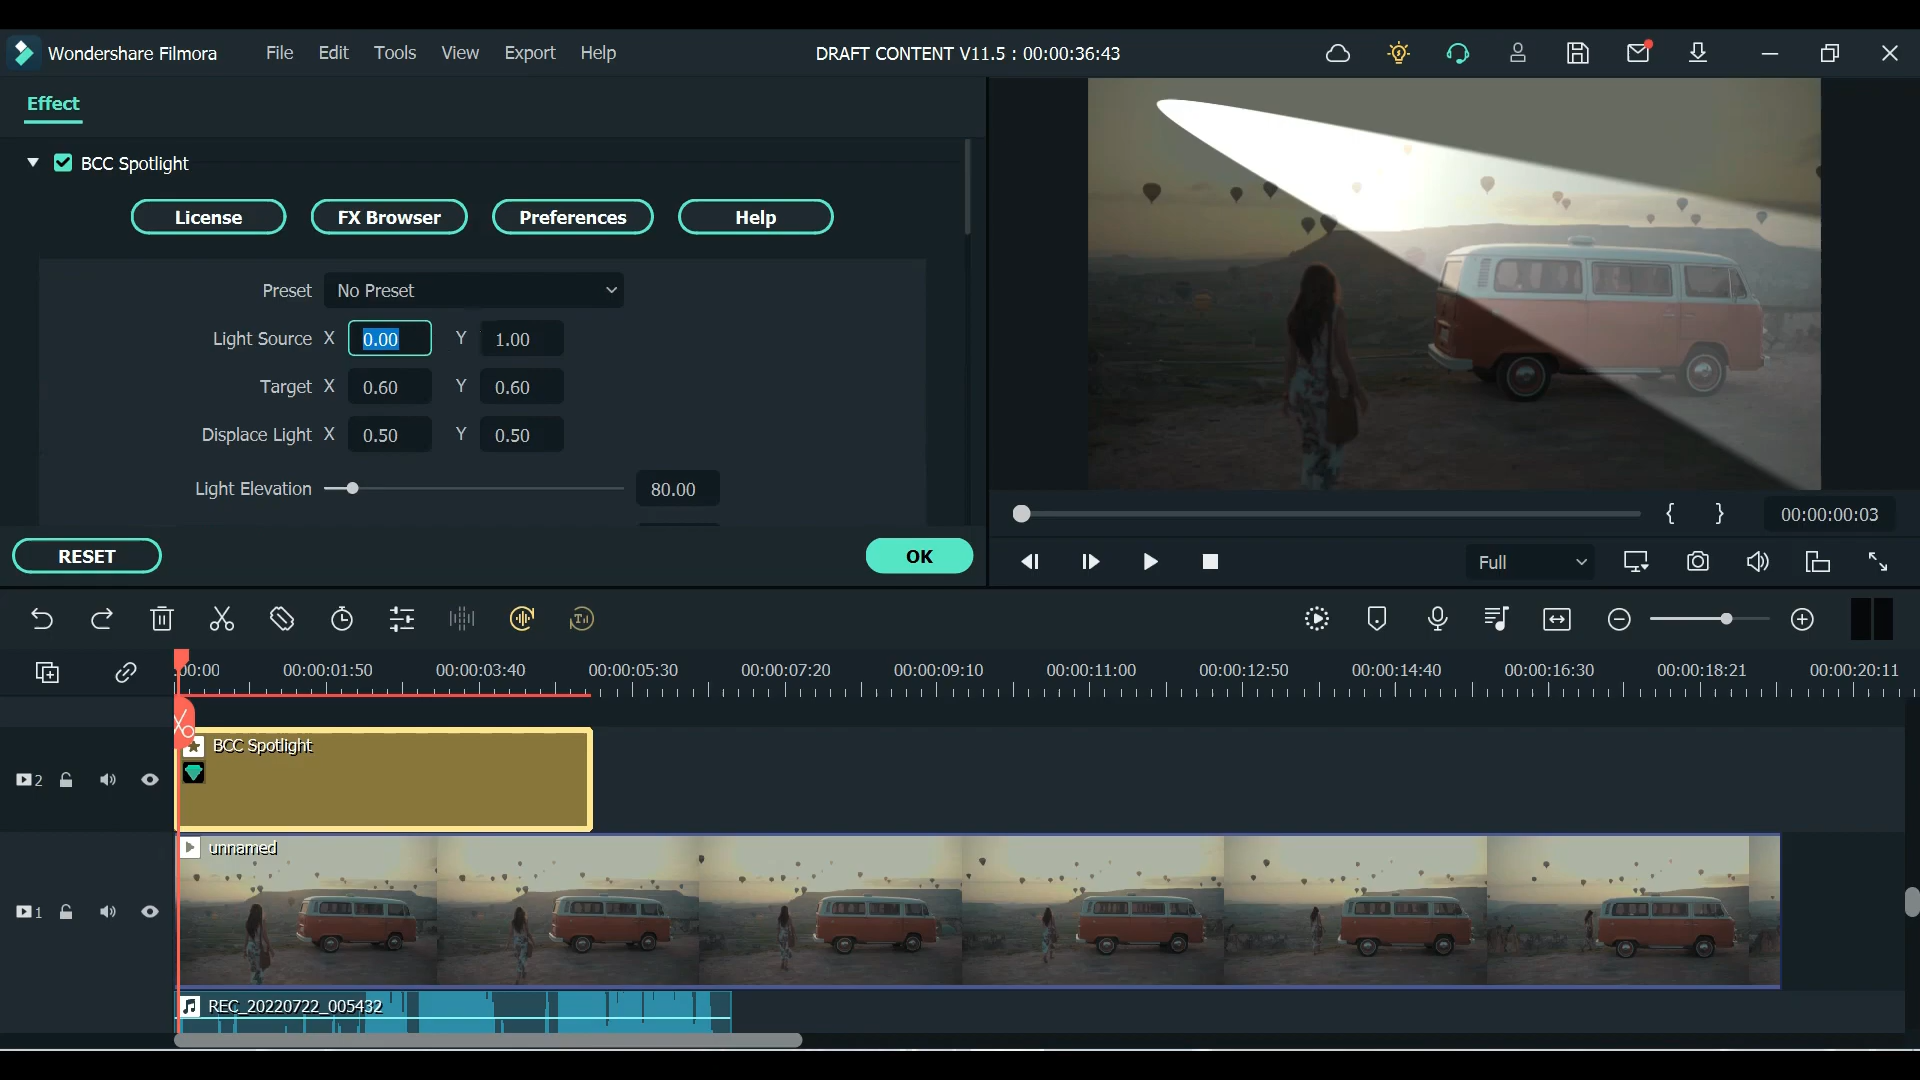 Wondershare Filmora File Edit Tools View Export Help DRAFT CONTENT V11.5 : 00:00:36:43
Effect
BCC Spotlight
License FX Browser Preferences Help
Preset No Preset
Light Source X 0.00 Y 1.00
Target X 0.60 Y 0.60
Displace Light X 0.50 Y 0.50
Light Elevation 80.00
{ } 00:00:00:03
RESET OK
Full
:00:00 00:00:01:50 00:00:03:40 00:00:05:30 00:00:07:20 00:00:09:10 00:00:11:00 00:00:12:50 00:00:14:40 00:00:16:30 00:00:18:21 00:00:20:11
BCC Spotlight
2
unnamed
1
REC_20220722_005432